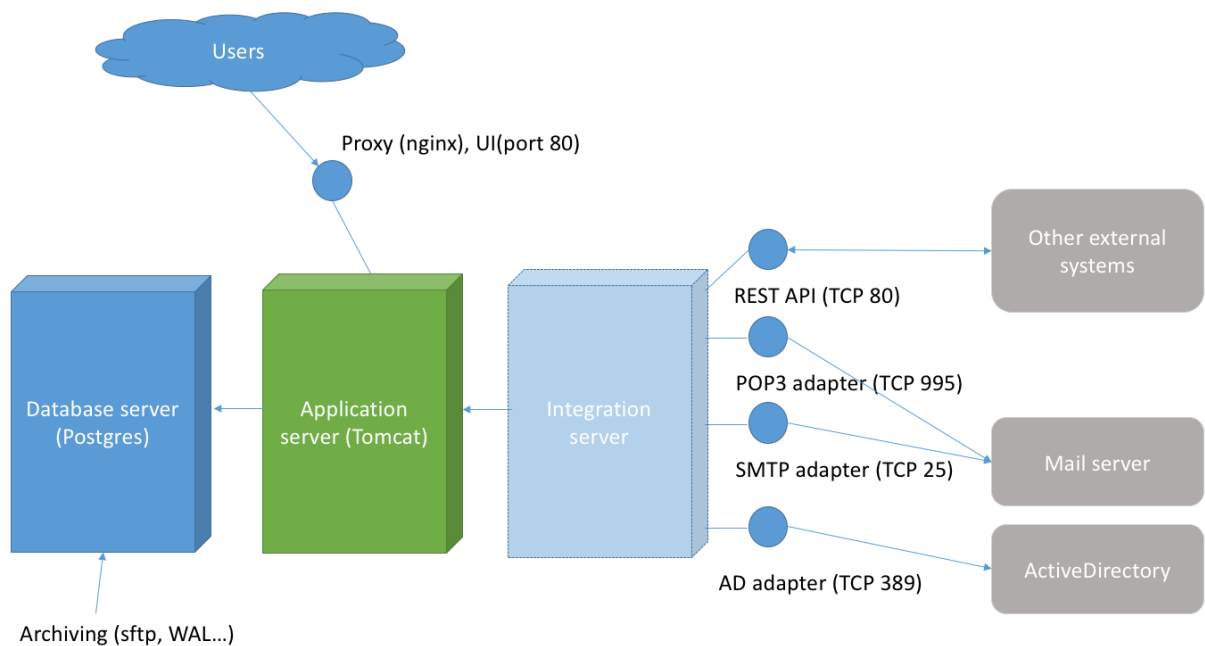 Users
Proxy (nginx), UI(port 80)
Other external
systems
REST API (TCP 80)
POP3 adapter (TCP 995)
Database server
(Postgres)
Application
server (Tomcat)
Integration
server
SMTP adapter (TCP 25)
Mail server
AD adapter (TCP 389)
ActiveDirectory
Archiving (sftp, WAL...)